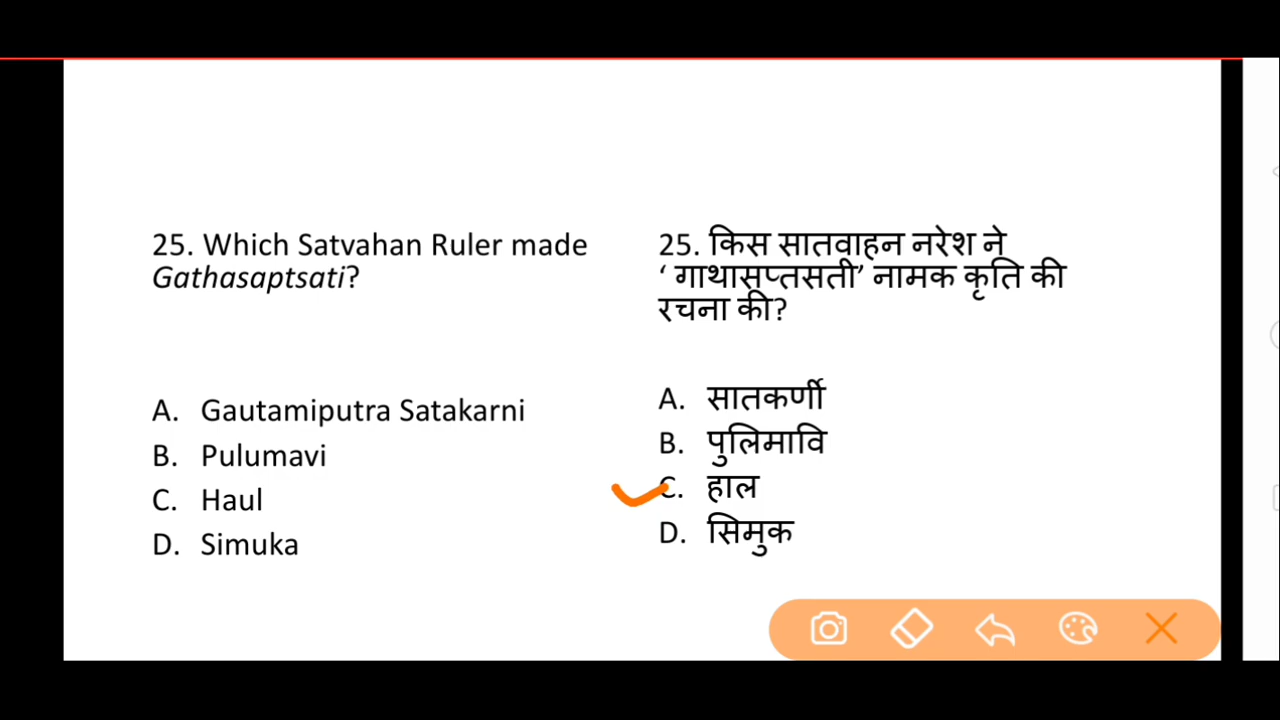 25. Which Satvahan Ruler made
Gathasaptsati?
A. Gautamiputra Satakarni
B. Pulumavi
C. Haul
D. Simuka
25. किस सातवाहन नरेश ने
‘ गाथासप्तसती’ नामक कृति की
रचना की?
A. सातकर्णी
B. पुलिमावि
C. हाल
D. सिमुक